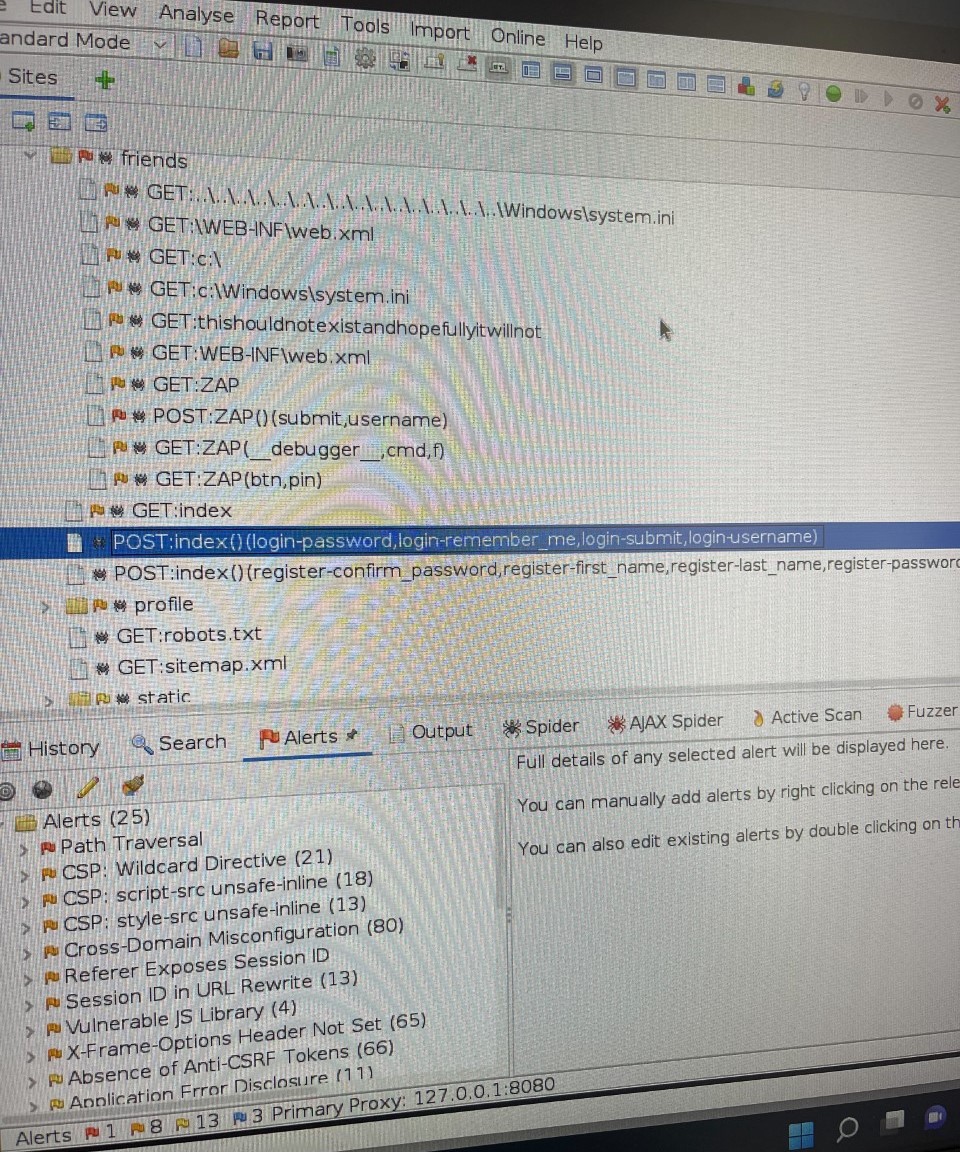 Edit View Analyse Report Tools Import Online Help
andard Mode
Sites
friends
GET:..\..\..\..\..\..\..\..\..\..\..\..\..\..\..\..\Windows\system.ini
GET:\WEB-INF\web.xml
GET:c:\
GET:c:\Windows\system.ini
GET:thishouldnotexistandhopefullyitwillnot
GET:WEB-INF\web.xml
GET:ZAP
POST:ZAP()(submit,username)
GET:ZAP(__debugger__,cmd,f)
GET:ZAP(btn,pin)
GET:index
POST:index()(login-password,login-remember_me,login-submit,login-username)
POST:index()(register-confirm_password,register-first_name,register-last_name,register-password
profile
GET:robots.txt
GET:sitemap.xml
static
History Search Alerts Output Spider AJAX Spider Active Scan Fuzzer
Full details of any selected alert will be displayed here.
You can manually add alerts by right clicking on the rele
You can also edit existing alerts by double clicking on th
Alerts (25)
Path Traversal
CSP: Wildcard Directive (21)
CSP: script-src unsafe-inline (18)
CSP: style-src unsafe-inline (13)
Cross-Domain Misconfiguration (80)
Referer Exposes Session ID
Session ID in URL Rewrite (13)
Vulnerable JS Library (4)
X-Frame-Options Header Not Set (65)
Absence of Anti-CSRF Tokens (66)
Application Error Disclosure (11)
Alerts 1 8 13 3 Primary Proxy: 127.0.0.1:8080